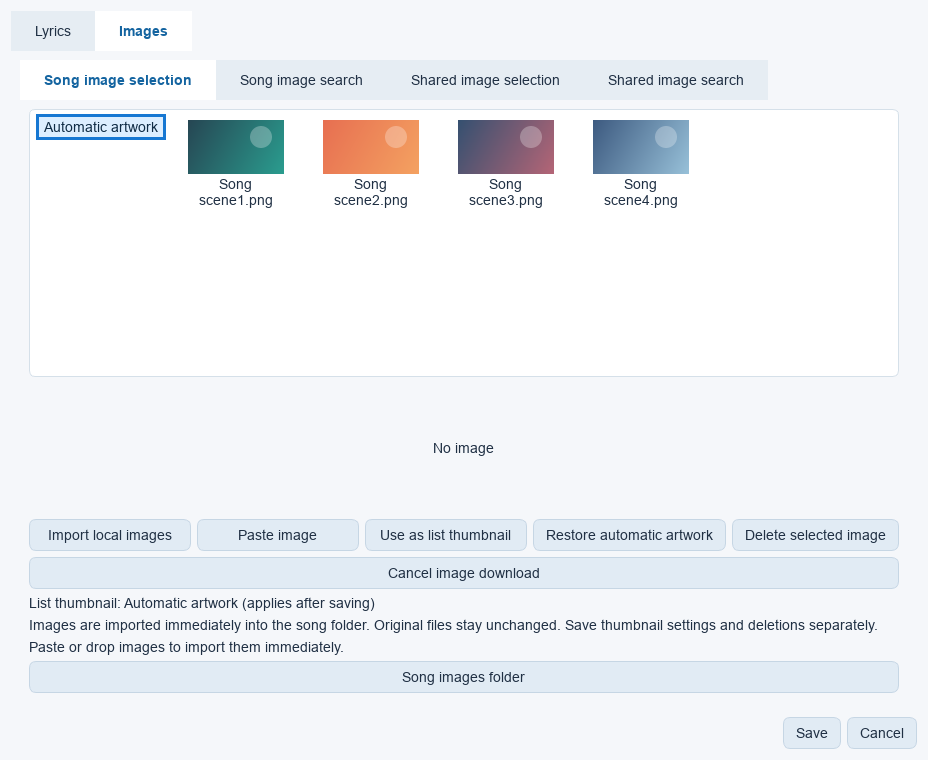 Lyrics Images
Song image selection Song image search Shared image selection Shared image search
Automatic artwork
Song
scene1.png
Song
scene2.png
Song
scene3.png
Song
scene4.png
No image
Import local images Paste image Use as list thumbnail Restore automatic artwork Delete selected image
Cancel image download
List thumbnail: Automatic artwork (applies after saving)
Images are imported immediately into the song folder. Original files stay unchanged. Save thumbnail settings and deletions separately.
Paste or drop images to import them immediately.
Song images folder
Save Cancel